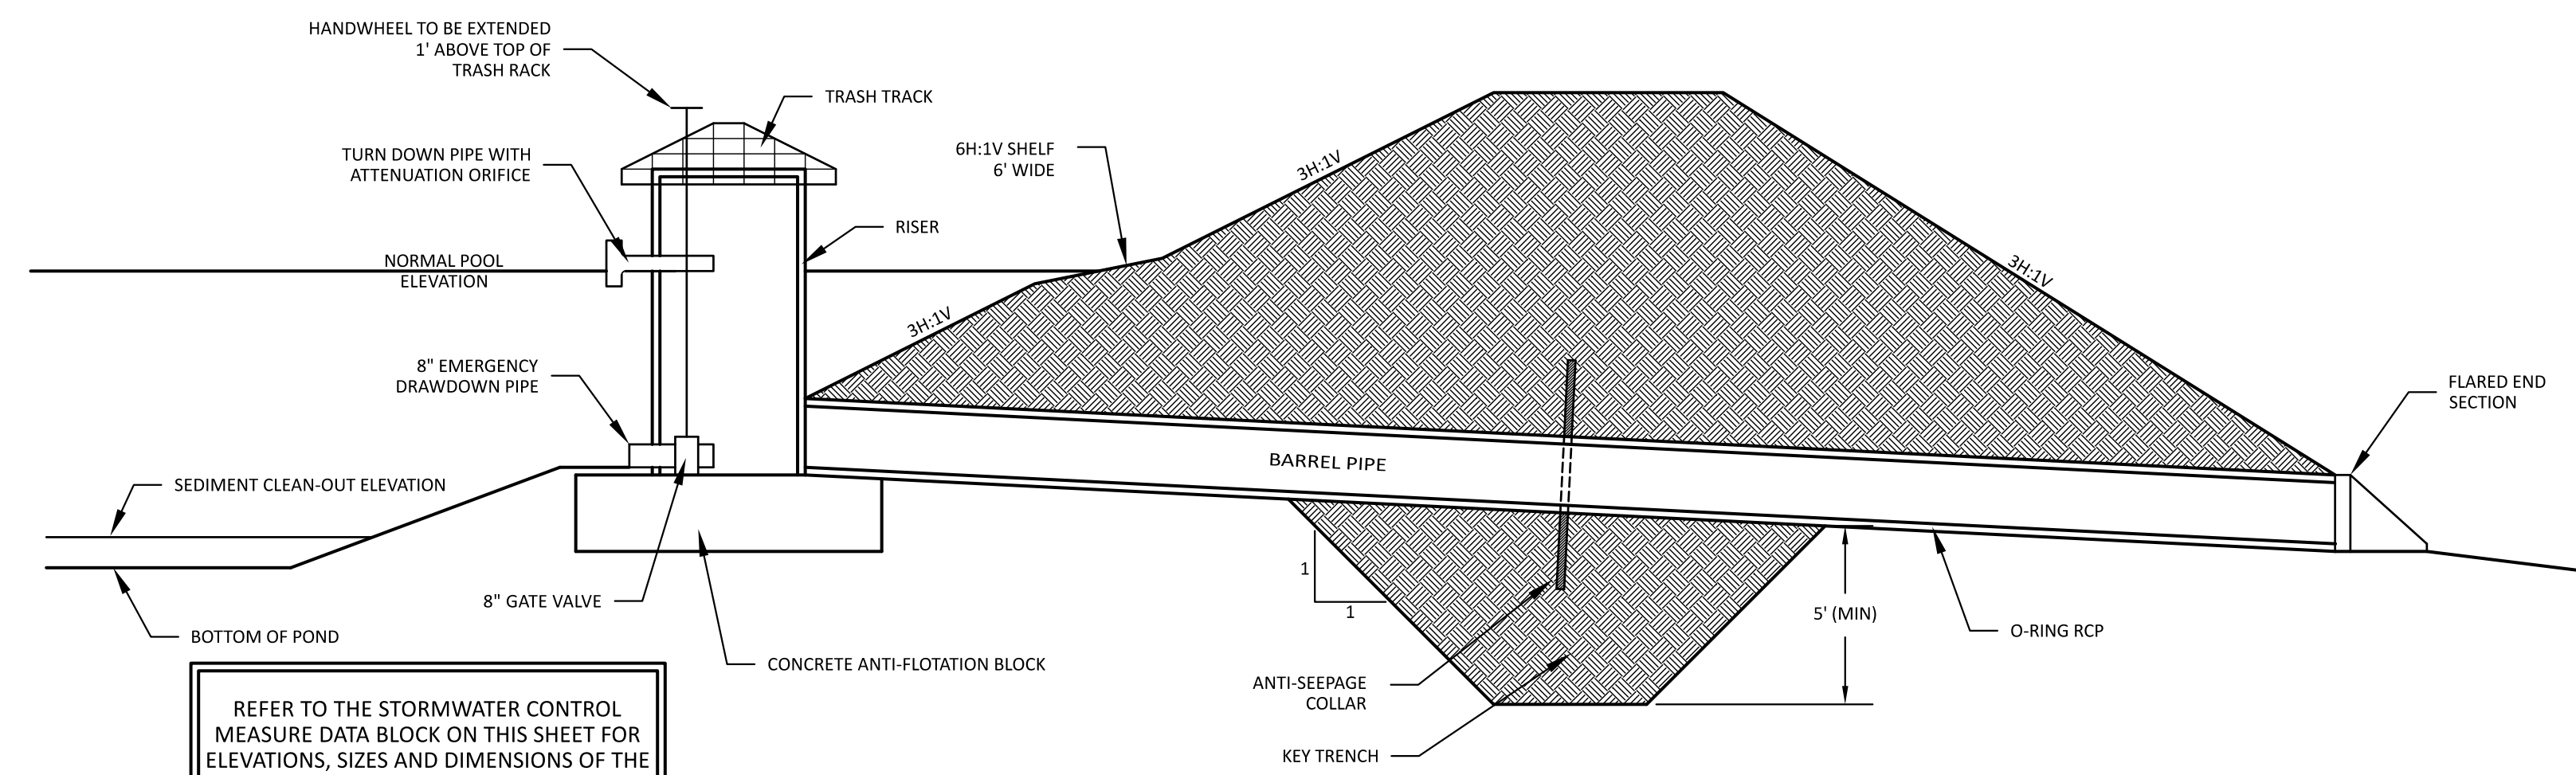 HANDWHEEL TO BE EXTENDED
1' ABOVE TOP OF
TRASH RACK
TRASH TRACK
TURN DOWN PIPE WITH
ATTENUATION ORIFICE
6H:1V SHELF
6' WIDE
3H:1V
RISER
NORMAL POOL
ELEVATION
3H:1V
3H:1V
8" EMERGENCY
DRAWDOWN PIPE
FLARED END
SECTION
BARREL PIPE
SEDIMENT CLEAN-OUT ELEVATION
1
1
8" GATE VALVE
5' (MIN)
O-RING RCP
BOTTOM OF POND
CONCRETE ANTI-FLOTATION BLOCK
ANTI-SEEPAGE
COLLAR
KEY TRENCH
REFER TO THE STORMWATER CONTROL
MEASURE DATA BLOCK ON THIS SHEET FOR
ELEVATIONS, SIZES AND DIMENSIONS OF THE